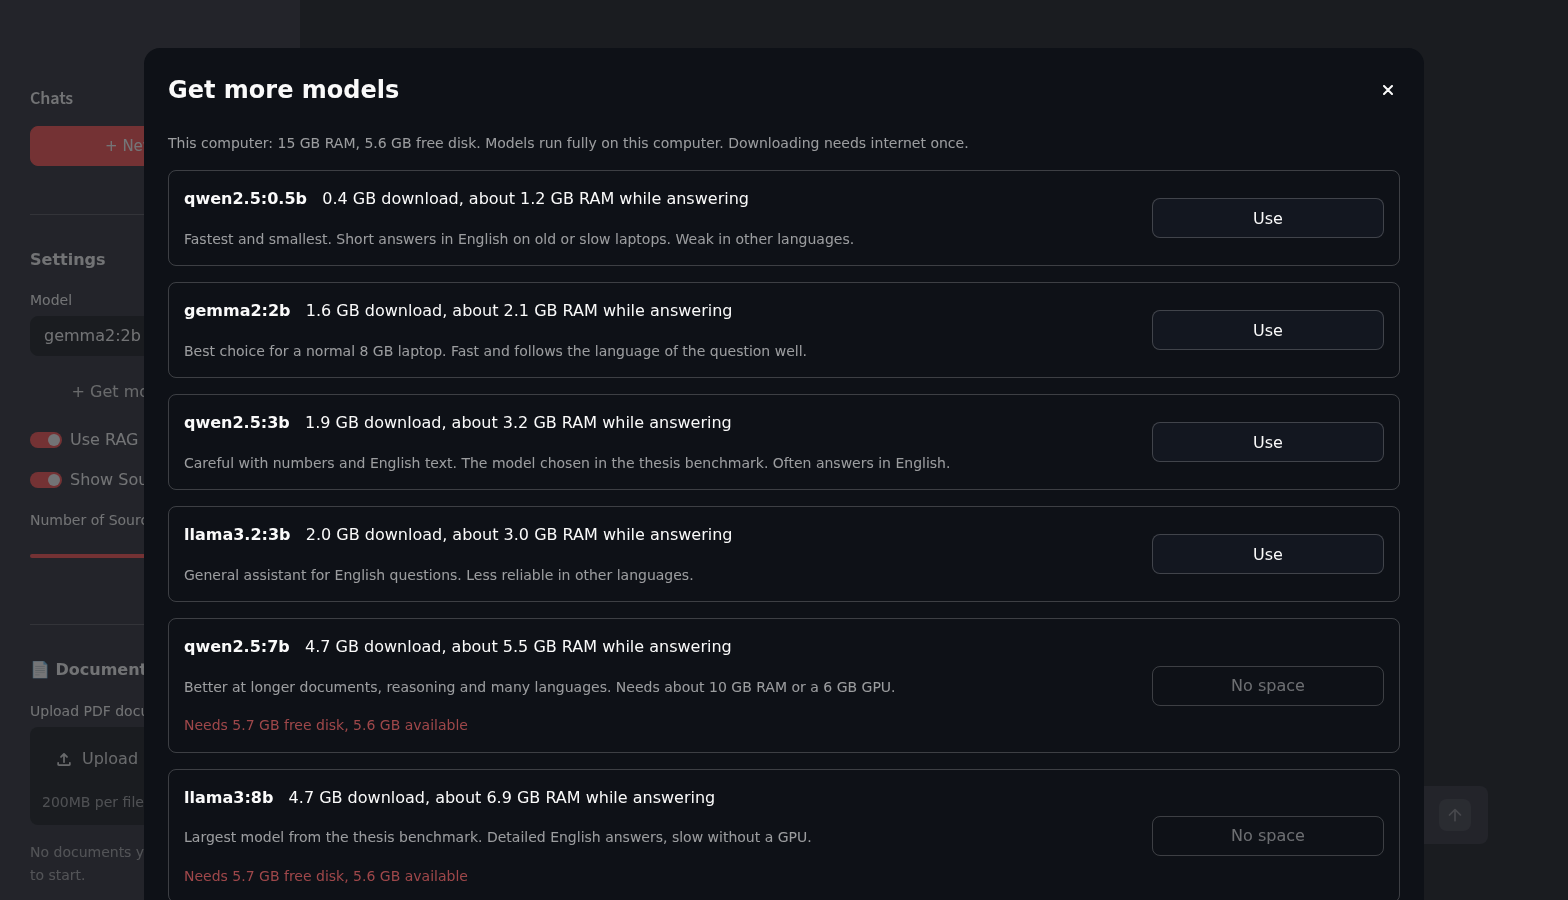 Get more models
This computer: 15 GB RAM, 5.6 GB free disk. Models run fully on this computer. Downloading needs internet once.
qwen2.5:0.5b 0.4 GB download, about 1.2 GB RAM while answering
Fastest and smallest. Short answers in English on old or slow laptops. Weak in other languages.
Use
gemma2:2b 1.6 GB download, about 2.1 GB RAM while answering
Best choice for a normal 8 GB laptop. Fast and follows the language of the question well.
Use
qwen2.5:3b 1.9 GB download, about 3.2 GB RAM while answering
Careful with numbers and English text. The model chosen in the thesis benchmark. Often answers in English.
Use
llama3.2:3b 2.0 GB download, about 3.0 GB RAM while answering
General assistant for English questions. Less reliable in other languages.
Use
qwen2.5:7b 4.7 GB download, about 5.5 GB RAM while answering
Better at longer documents, reasoning and many languages. Needs about 10 GB RAM or a 6 GB GPU.
Needs 5.7 GB free disk, 5.6 GB available
No space
llama3:8b 4.7 GB download, about 6.9 GB RAM while answering
Largest model from the thesis benchmark. Detailed English answers, slow without a GPU.
Needs 5.7 GB free disk, 5.6 GB available
No space
Chats
+ Ne
Settings
Model
gemma2:2b
+ Get mo
Use RAG
Show Sou
Number of Sourc
📄 Document
Upload PDF docu
Upload
200MB per file
No documents y
to start.